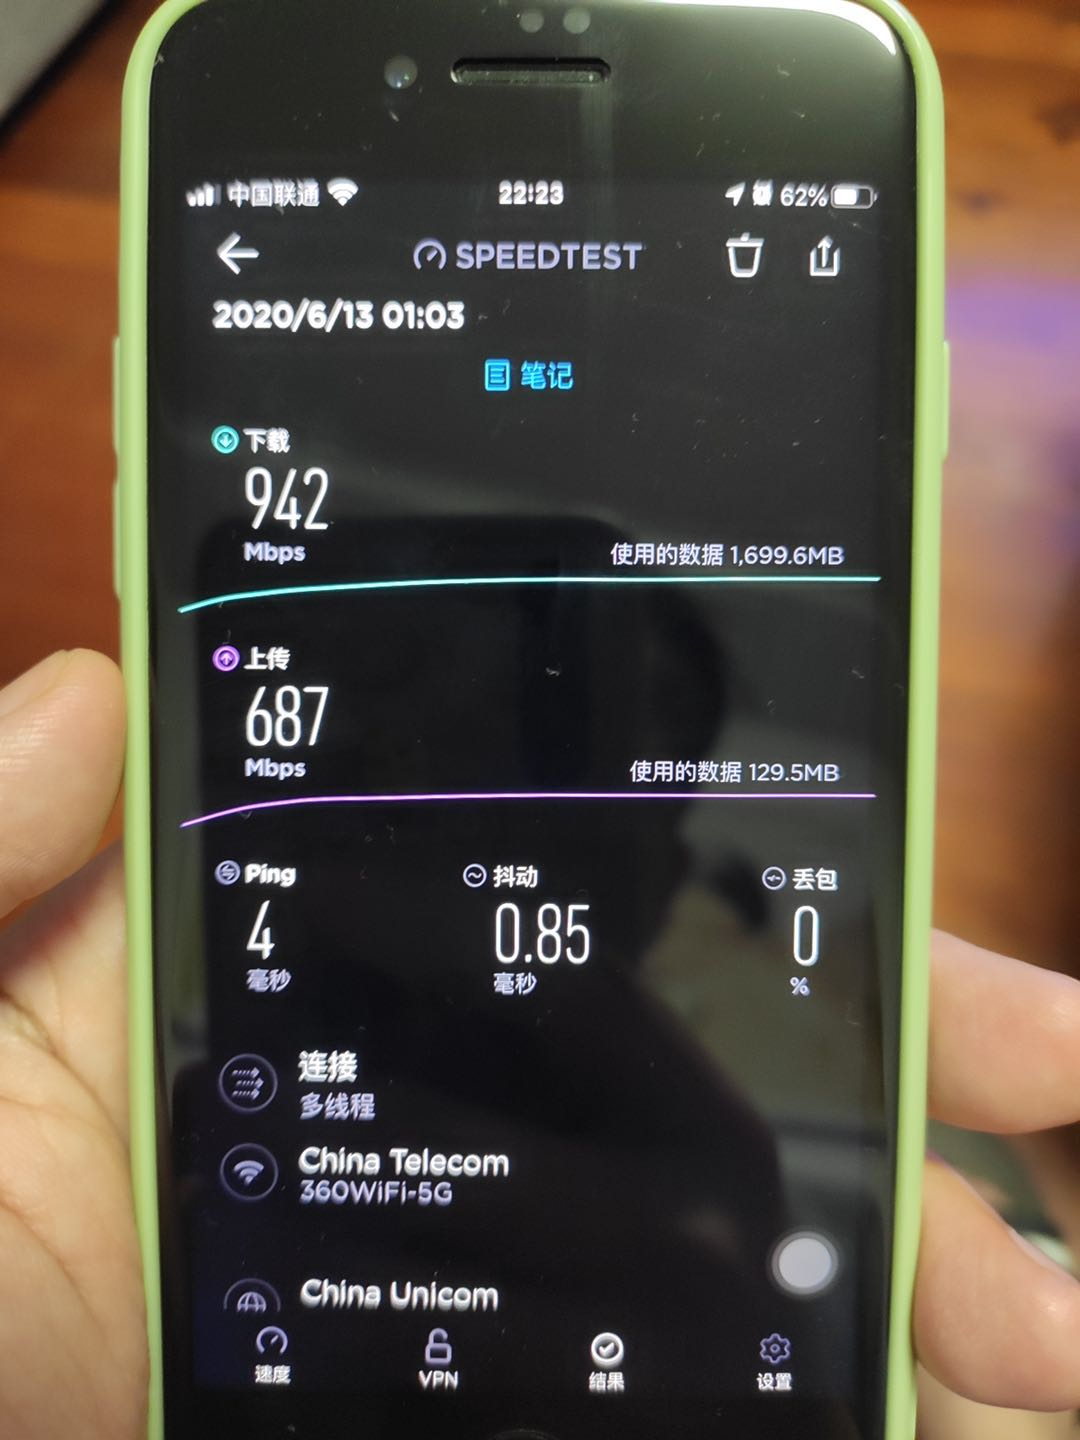 中国联通 22:23 62%
SPEEDTEST
2020/6/13 01:03
笔记
下载
942
Mbps 使用的数据 1,699.6MB
上传
687
Mbps 使用的数据 129.5MB
Ping 抖动 丢包
4 0.85 0
毫秒 毫秒 %
连接
多线程
China Telecom
360WiFi-5G
China Unicom
速度 VPN 结果 设置